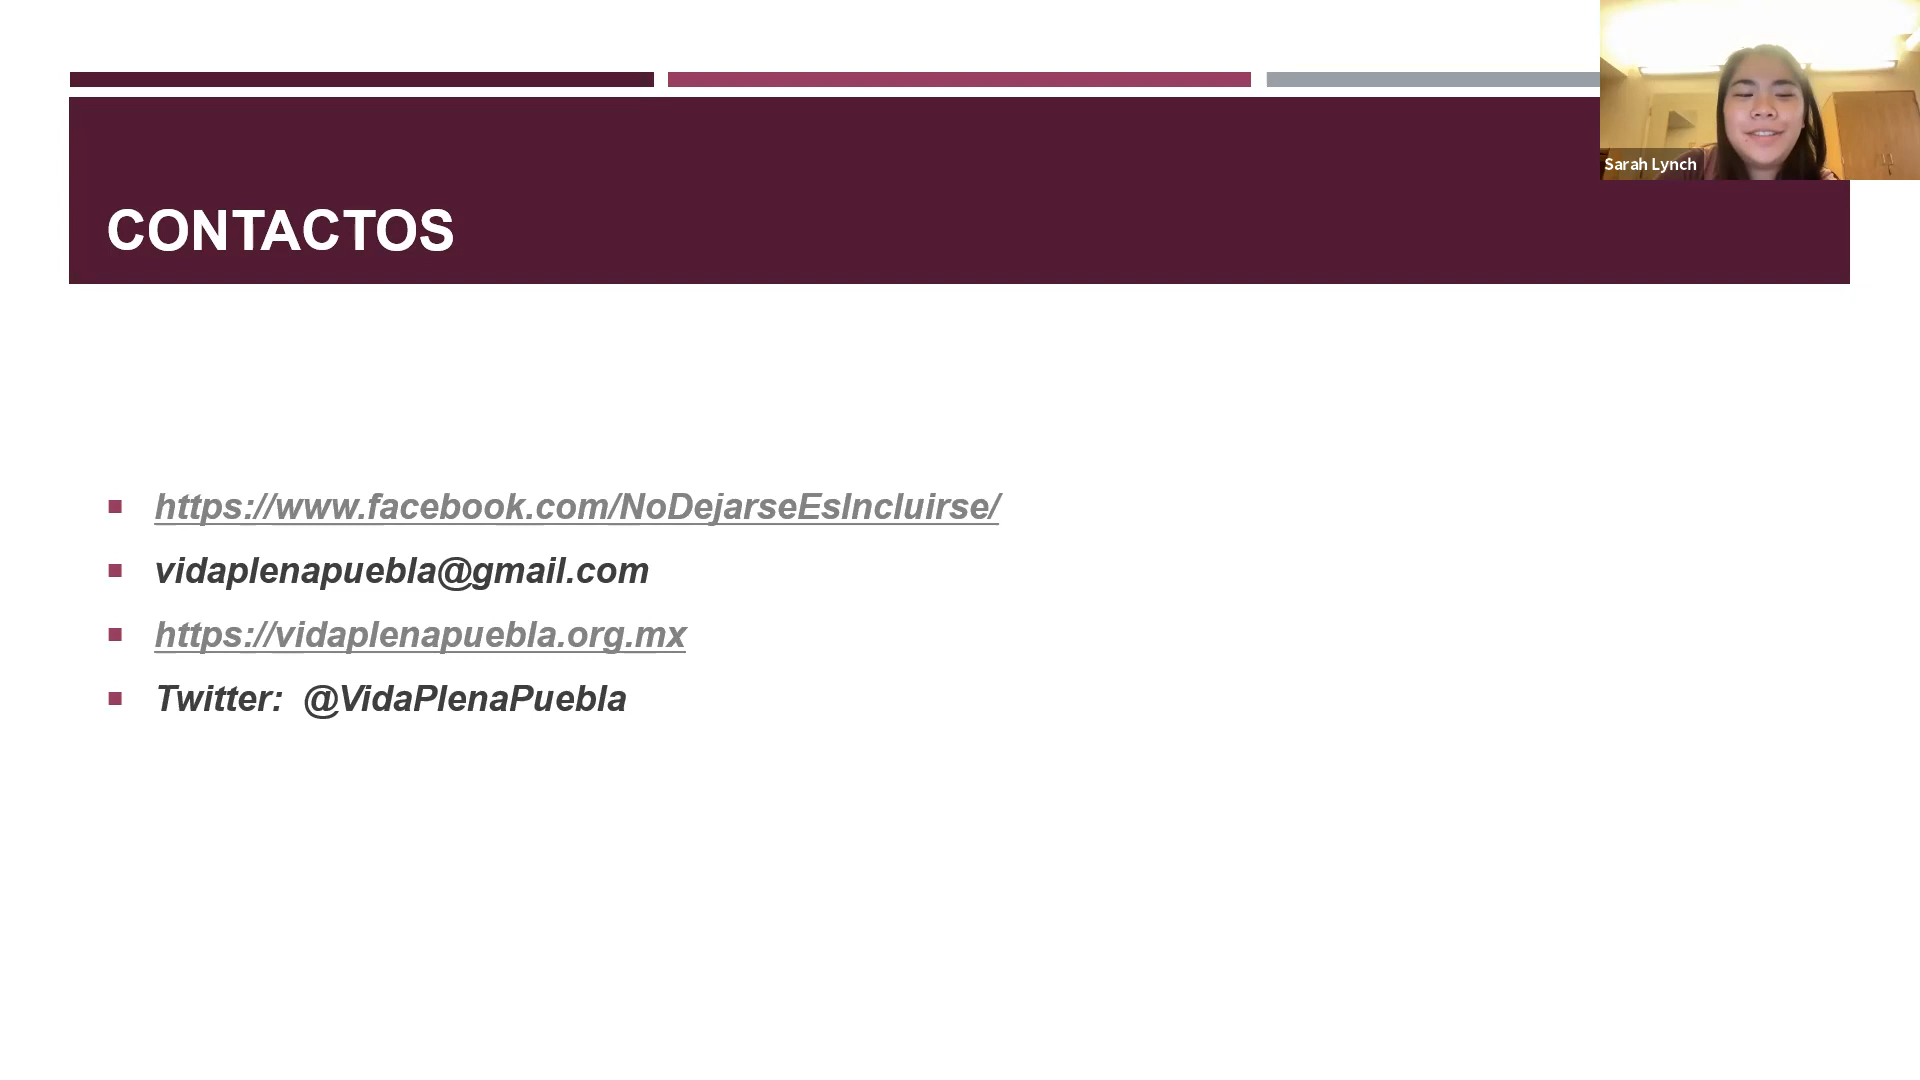 Sarah Lynch
CONTACTOS
https://www.facebook.com/NoDejarseEsIncluirse/
vidaplenapuebla@gmail.com
https://vidaplenapuebla.org.mx
Twitter: @VidaPlenaPuebla